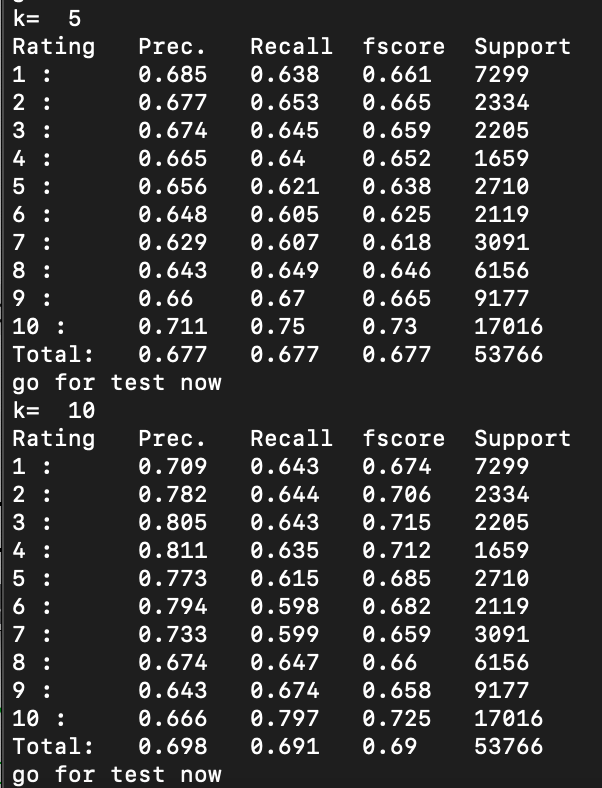 k=  5
Rating   Prec.   Recall  fscore  Support
1 :      0.685   0.638   0.661   7299
2 :      0.677   0.653   0.665   2334
3 :      0.674   0.645   0.659   2205
4 :      0.665   0.64    0.652   1659
5 :      0.656   0.621   0.638   2710
6 :      0.648   0.605   0.625   2119
7 :      0.629   0.607   0.618   3091
8 :      0.643   0.649   0.646   6156
9 :      0.66    0.67    0.665   9177
10 :     0.711   0.75    0.73    17016
Total:   0.677   0.677   0.677   53766
go for test now
k=  10
Rating   Prec.   Recall  fscore  Support
1 :      0.709   0.643   0.674   7299
2 :      0.782   0.644   0.706   2334
3 :      0.805   0.643   0.715   2205
4 :      0.811   0.635   0.712   1659
5 :      0.773   0.615   0.685   2710
6 :      0.794   0.598   0.682   2119
7 :      0.733   0.599   0.659   3091
8 :      0.674   0.647   0.66    6156
9 :      0.643   0.674   0.658   9177
10 :     0.666   0.797   0.725   17016
Total:   0.698   0.691   0.69    53766
go for test now